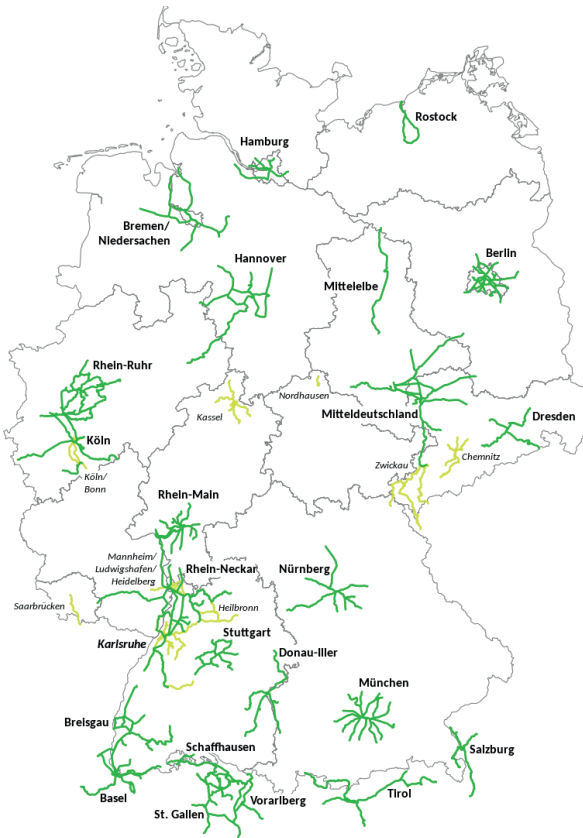 Rostock
Hamburg
Bremen/
Niedersachen
Hannover
Berlin
Mittelelbe
Rhein-Ruhr
Nordhausen
Kassel
Mitteldeutschland
Dresden
Köln
Chemnitz
Zwickau
Köln/
Bonn
Rhein-Main
Mannheim/
Ludwigshafen/
Heidelberg
Rhein-Neckar
Nürnberg
Saarbrücken
Heilbronn
Karlsruhe
Stuttgart
Donau-Iller
München
Breisgau
Schaffhausen
Salzburg
Basel
St. Gallen
Vorarlberg
Tirol